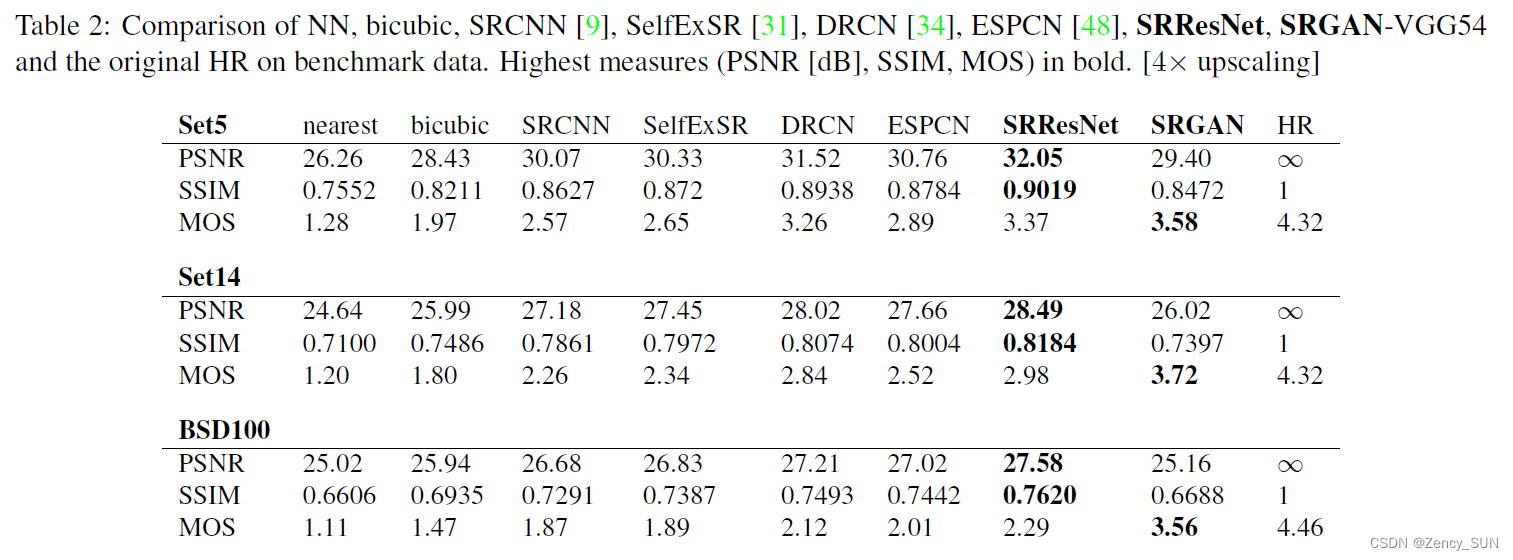 Table 2: Comparison of NN, bicubic, SRCNN [9], SelfExSR [31], DRCN [34], ESPCN [48], SRResNet, SRGAN-VGG54
and the original HR on benchmark data. Highest measures (PSNR [dB], SSIM, MOS) in bold. [4× upscaling]
Set5 nearest bicubic SRCNN SelfExSR DRCN ESPCN SRResNet SRGAN HR
PSNR 26.26 28.43 30.07 30.33 31.52 30.76 32.05 29.40 ∞
SSIM 0.7552 0.8211 0.8627 0.872 0.8938 0.8784 0.9019 0.8472 1
MOS 1.28 1.97 2.57 2.65 3.26 2.89 3.37 3.58 4.32
Set14
PSNR 24.64 25.99 27.18 27.45 28.02 27.66 28.49 26.02 ∞
SSIM 0.7100 0.7486 0.7861 0.7972 0.8074 0.8004 0.8184 0.7397 1
MOS 1.20 1.80 2.26 2.34 2.84 2.52 2.98 3.72 4.32
BSD100
PSNR 25.02 25.94 26.68 26.83 27.21 27.02 27.58 25.16 ∞
SSIM 0.6606 0.6935 0.7291 0.7387 0.7493 0.7442 0.7620 0.6688 1
MOS 1.11 1.47 1.87 1.89 2.12 2.01 2.29 3.56 4.46
CSDN @Zency_SUN